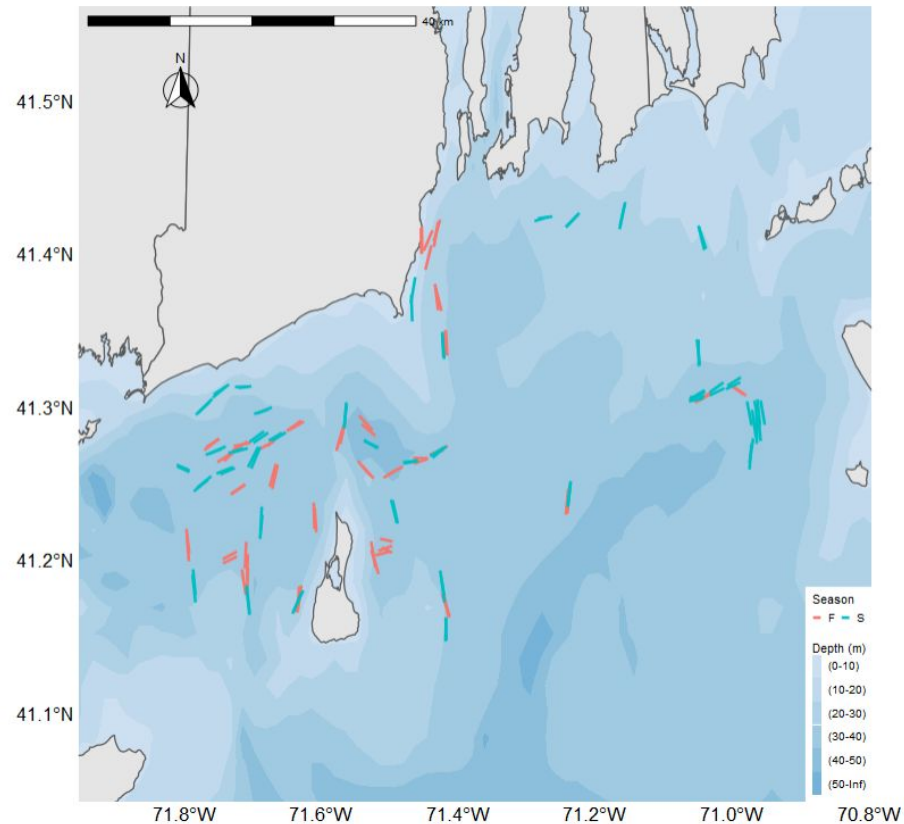 40 km
N
41.5°N
41.4°N
41.3°N
41.2°N
41.1°N
Season
F S
Depth (m)
(0-10)
(10-20)
(20-30)
(30-40)
(40-50)
(50-Inf)
71.8°W 71.6°W 71.4°W 71.2°W 71.0°W 70.8°W